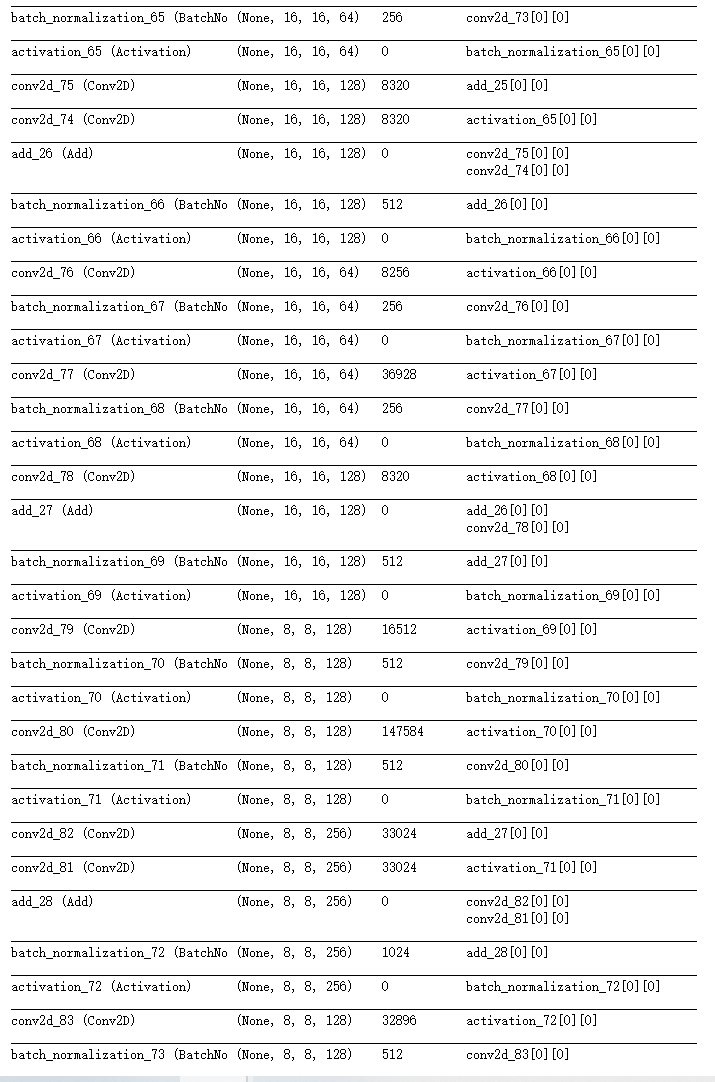 batch_normalization_65 (BatchNo (None, 16, 16, 64) 256 conv2d_73[0][0]
activation_65 (Activation) (None, 16, 16, 64) 0 batch_normalization_65[0][0]
conv2d_75 (Conv2D) (None, 16, 16, 128) 8320 add_25[0][0]
conv2d_74 (Conv2D) (None, 16, 16, 128) 8320 activation_65[0][0]
add_26 (Add) (None, 16, 16, 128) 0 conv2d_75[0][0]
conv2d_74[0][0]
batch_normalization_66 (BatchNo (None, 16, 16, 128) 512 add_26[0][0]
activation_66 (Activation) (None, 16, 16, 128) 0 batch_normalization_66[0][0]
conv2d_76 (Conv2D) (None, 16, 16, 64) 8256 activation_66[0][0]
batch_normalization_67 (BatchNo (None, 16, 16, 64) 256 conv2d_76[0][0]
activation_67 (Activation) (None, 16, 16, 64) 0 batch_normalization_67[0][0]
conv2d_77 (Conv2D) (None, 16, 16, 64) 36928 activation_67[0][0]
batch_normalization_68 (BatchNo (None, 16, 16, 64) 256 conv2d_77[0][0]
activation_68 (Activation) (None, 16, 16, 64) 0 batch_normalization_68[0][0]
conv2d_78 (Conv2D) (None, 16, 16, 128) 8320 activation_68[0][0]
add_27 (Add) (None, 16, 16, 128) 0 add_26[0][0]
conv2d_78[0][0]
batch_normalization_69 (BatchNo (None, 16, 16, 128) 512 add_27[0][0]
activation_69 (Activation) (None, 16, 16, 128) 0 batch_normalization_69[0][0]
conv2d_79 (Conv2D) (None, 8, 8, 128) 16512 activation_69[0][0]
batch_normalization_70 (BatchNo (None, 8, 8, 128) 512 conv2d_79[0][0]
activation_70 (Activation) (None, 8, 8, 128) 0 batch_normalization_70[0][0]
conv2d_80 (Conv2D) (None, 8, 8, 128) 147584 activation_70[0][0]
batch_normalization_71 (BatchNo (None, 8, 8, 128) 512 conv2d_80[0][0]
activation_71 (Activation) (None, 8, 8, 128) 0 batch_normalization_71[0][0]
conv2d_82 (Conv2D) (None, 8, 8, 256) 33024 add_27[0][0]
conv2d_81 (Conv2D) (None, 8, 8, 256) 33024 activation_71[0][0]
add_28 (Add) (None, 8, 8, 256) 0 conv2d_82[0][0]
conv2d_81[0][0]
batch_normalization_72 (BatchNo (None, 8, 8, 256) 1024 add_28[0][0]
activation_72 (Activation) (None, 8, 8, 256) 0 batch_normalization_72[0][0]
conv2d_83 (Conv2D) (None, 8, 8, 128) 32896 activation_72[0][0]
batch_normalization_73 (BatchNo (None, 8, 8, 128) 512 conv2d_83[0][0]